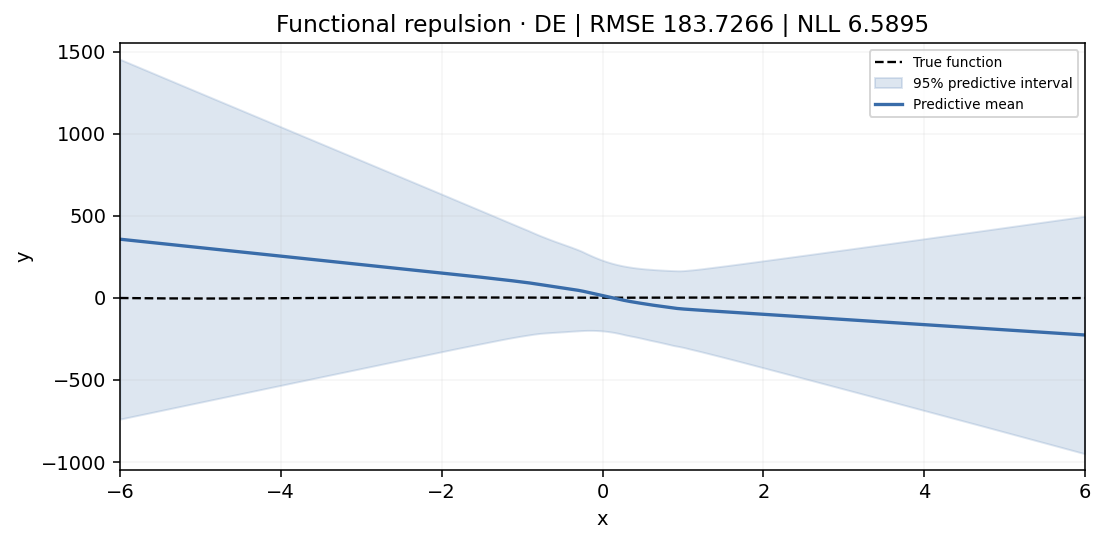 Functional repulsion · DE | RMSE 183.7266 | NLL 6.5895
True function
95% predictive interval
Predictive mean
1500
1000
500
0
−500
−1000
y
−6
−4
−2
0
2
4
6
x